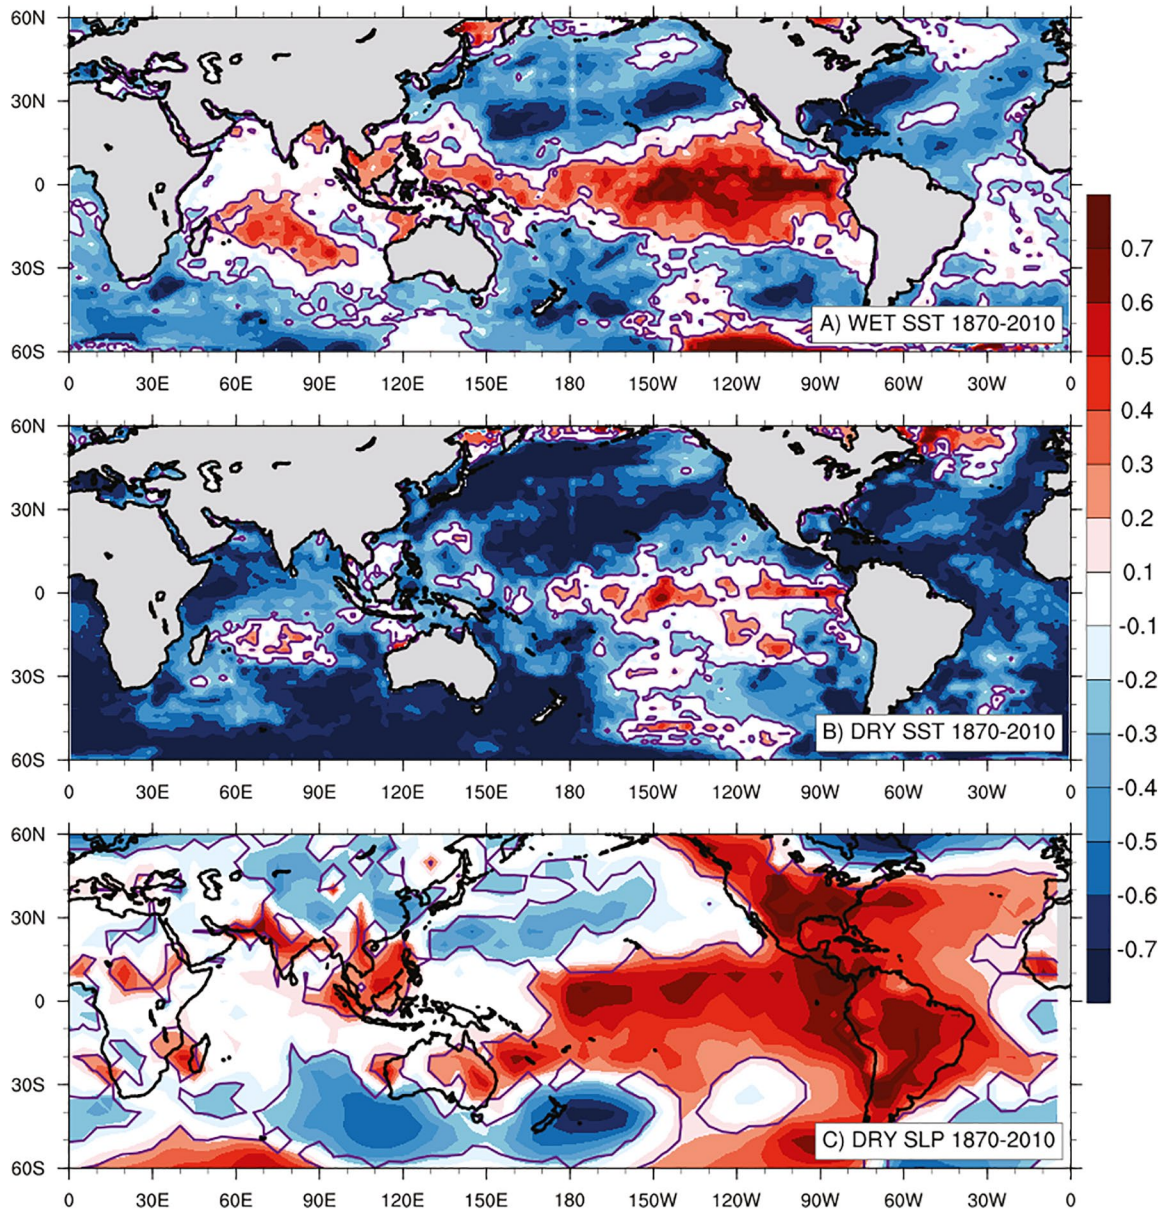 60N
30N
0
30S
60S
A) WET SST 1870-2010
0 30E 60E 90E 120E 150E 180 150W 120W 90W 60W 30W 0
60N
30N
0
30S
60S
B) DRY SST 1870-2010
0 30E 60E 90E 120E 150E 180 150W 120W 90W 60W 30W 0
60N
30N
0
30S
60S
C) DRY SLP 1870-2010
0 30E 60E 90E 120E 150E 180 150W 120W 90W 60W 30W 0
0.7
0.6
0.5
0.4
0.3
0.2
0.1
-0.1
-0.2
-0.3
-0.4
-0.5
-0.6
-0.7